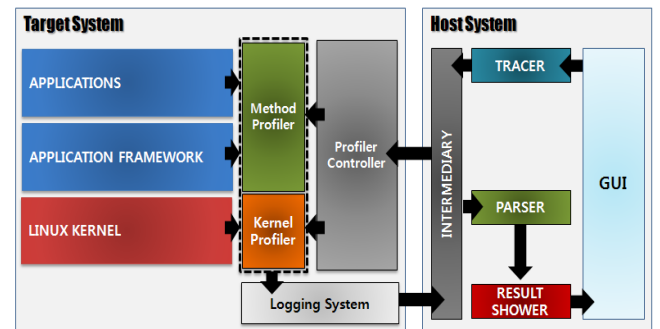 Target System
Host System
APPLICATIONS
APPLICATION FRAMEWORK
LINUX KERNEL
Method
Profiler
Kernel
Profiler
Profiler
Controller
Logging System
INTERMEDIARY
TRACER
PARSER
RESULT
SHOWER
GUI